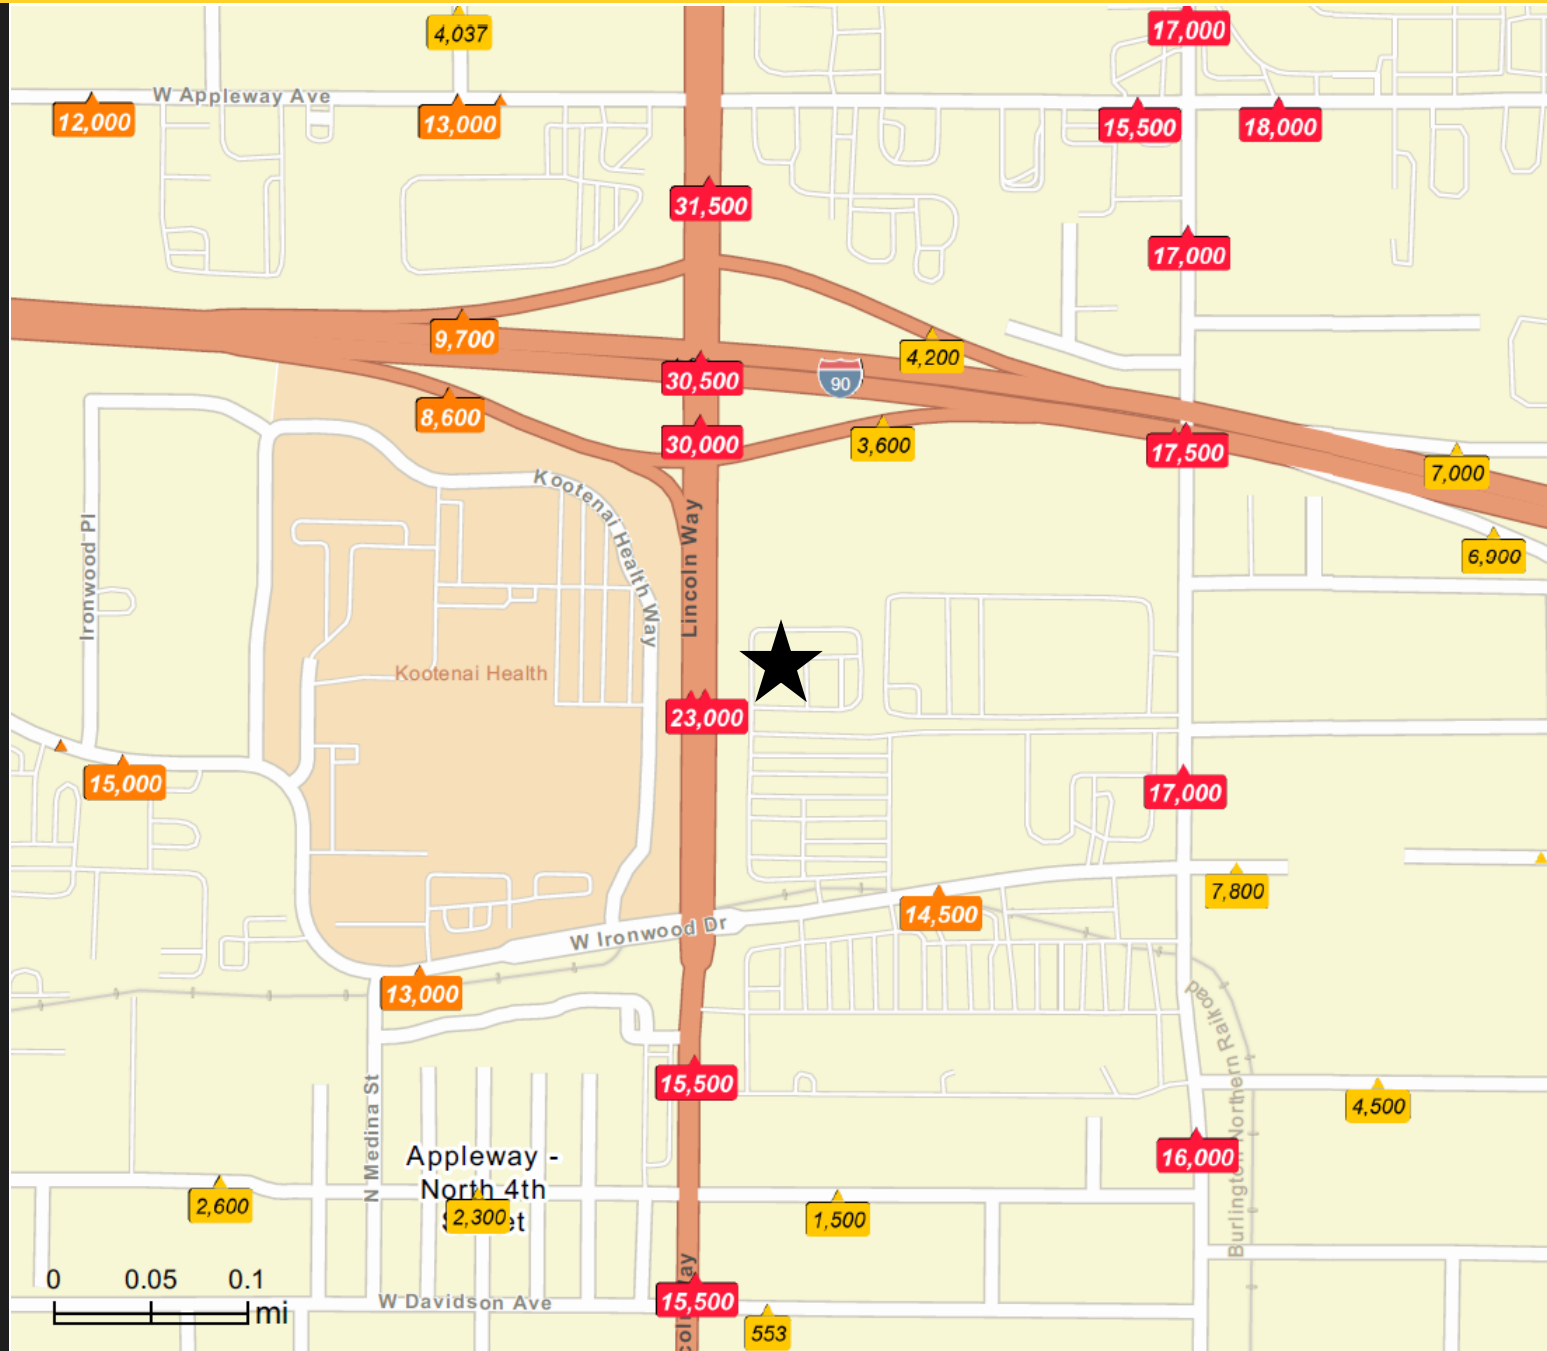 4,037
17,000
W Appleway Ave
12,000
13,000
15,500
18,000
31,500
17,000
9,700
4,200
30,500
90
8,600
30,000
3,600
17,500
7,000
Kootenai Health Way
Lincoln Way
Ironwood Pl
6,900
Kootenai Health
23,000
15,000
17,000
7,800
14,500
W Ironwood Dr
13,000
Burlington Northern Railroad
15,500
4,500
N Medina St
16,000
Appleway -
North 4th
2,600
2,300
1,500
0 0.05 0.1
mi
W Davidson Ave
15,500
553